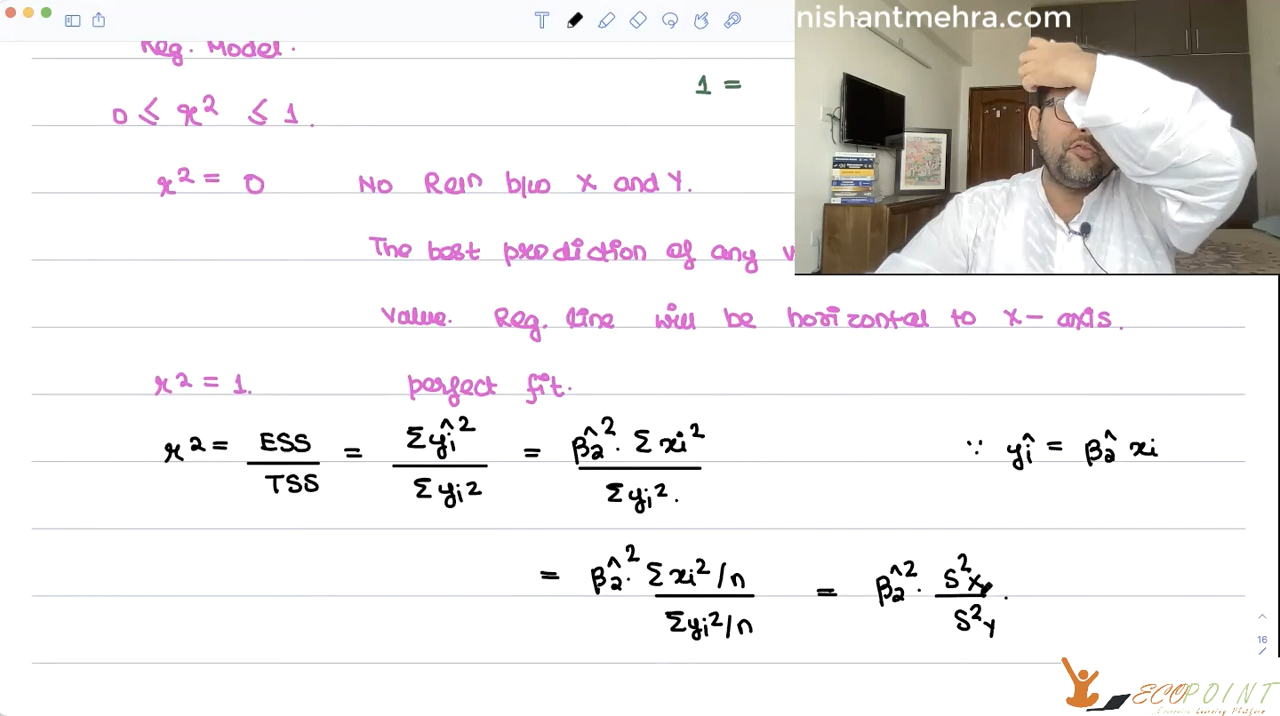 nishantmehra.com
Reg. Model.
1 =
0 ≤ r² ≤ 1.
r² = 0 No Reln b/w X and Y.
The best prediction of any
value. Reg. line will be horizontal to x-axis.
r² = 1. perfect fit.
r² = ESS/TSS = Σŷi²/Σyi² = β̂2². Σxi²/Σyi². ∵ ŷi = β̂2 xi
= β̂2². Σxi²/n / Σyi²/n = β̂2². S²x/S²y.
16
ECOPOINT